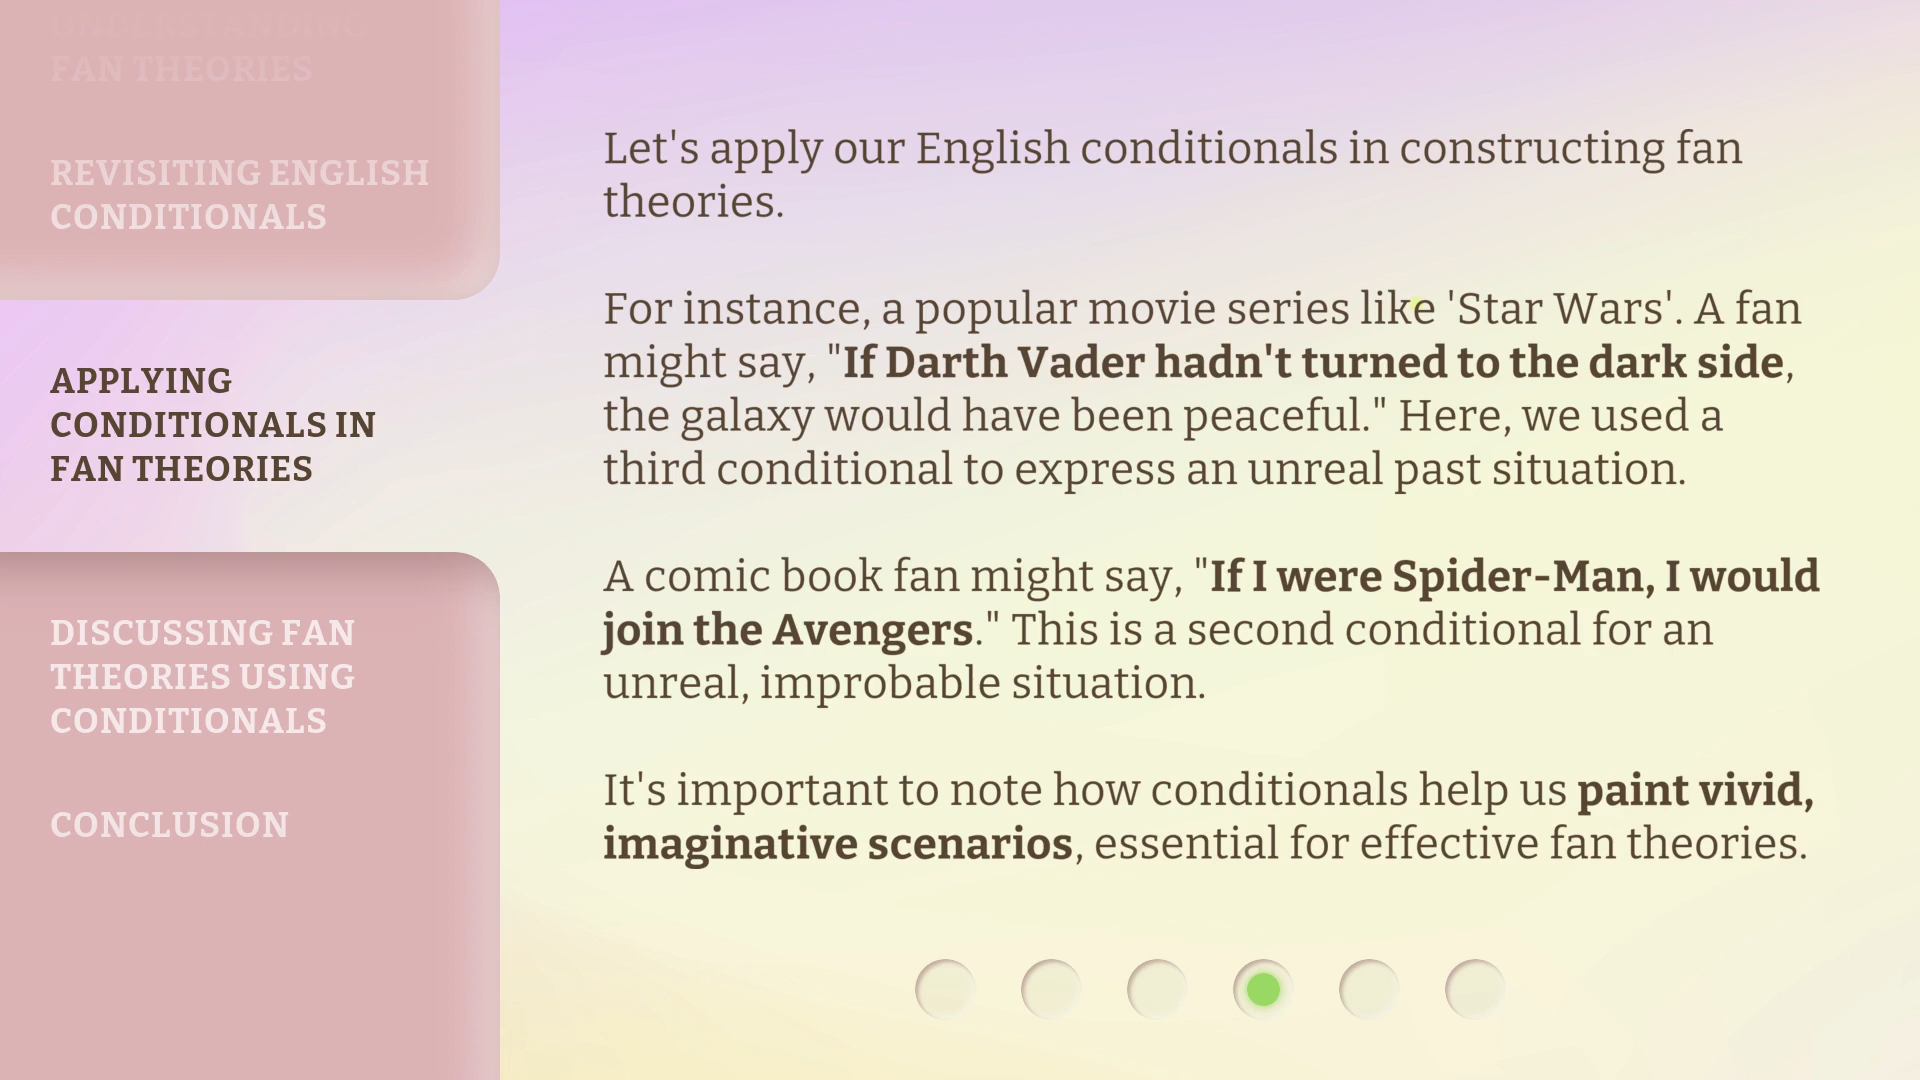 UNDERSTANDING
FAN THEORIES
REVISITING ENGLISH
CONDITIONALS
APPLYING
CONDITIONALS IN
FAN THEORIES
DISCUSSING FAN
THEORIES USING
CONDITIONALS
CONCLUSION
Let's apply our English conditionals in constructing fan
theories.
For instance, a popular movie series like 'Star Wars'. A fan
might say, "If Darth Vader hadn't turned to the dark side,
the galaxy would have been peaceful." Here, we used a
third conditional to express an unreal past situation.
A comic book fan might say, "If I were Spider-Man, I would
join the Avengers." This is a second conditional for an
unreal, improbable situation.
It's important to note how conditionals help us paint vivid,
imaginative scenarios, essential for effective fan theories.